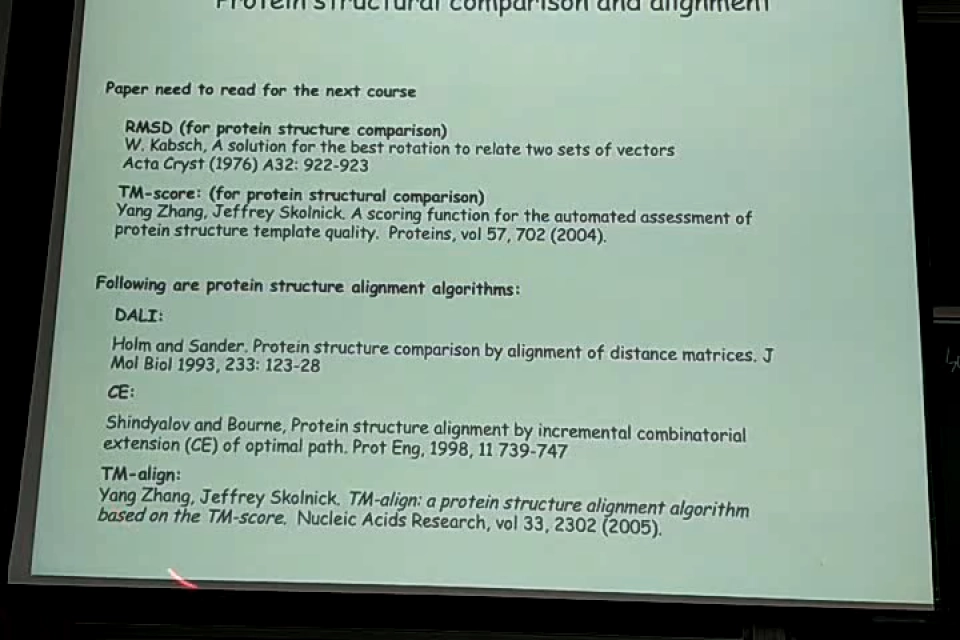 Protein structural comparison and alignment
Paper need to read for the next course
RMSD (for protein structure comparison)
W. Kabsch, A solution for the best rotation to relate two sets of vectors
Acta Cryst (1976) A32: 922-923
TM-score: (for protein structural comparison)
Yang Zhang, Jeffrey Skolnick. A scoring function for the automated assessment of
protein structure template quality. Proteins, vol 57, 702 (2004).
Following are protein structure alignment algorithms:
DALI:
Holm and Sander. Protein structure comparison by alignment of distance matrices. J
Mol Biol 1993, 233: 123-28
CE:
Shindyalov and Bourne, Protein structure alignment by incremental combinatorial
extension (CE) of optimal path. Prot Eng, 1998, 11 739-747
TM-align:
Yang Zhang, Jeffrey Skolnick. TM-align: a protein structure alignment algorithm
based on the TM-score. Nucleic Acids Research, vol 33, 2302 (2005).